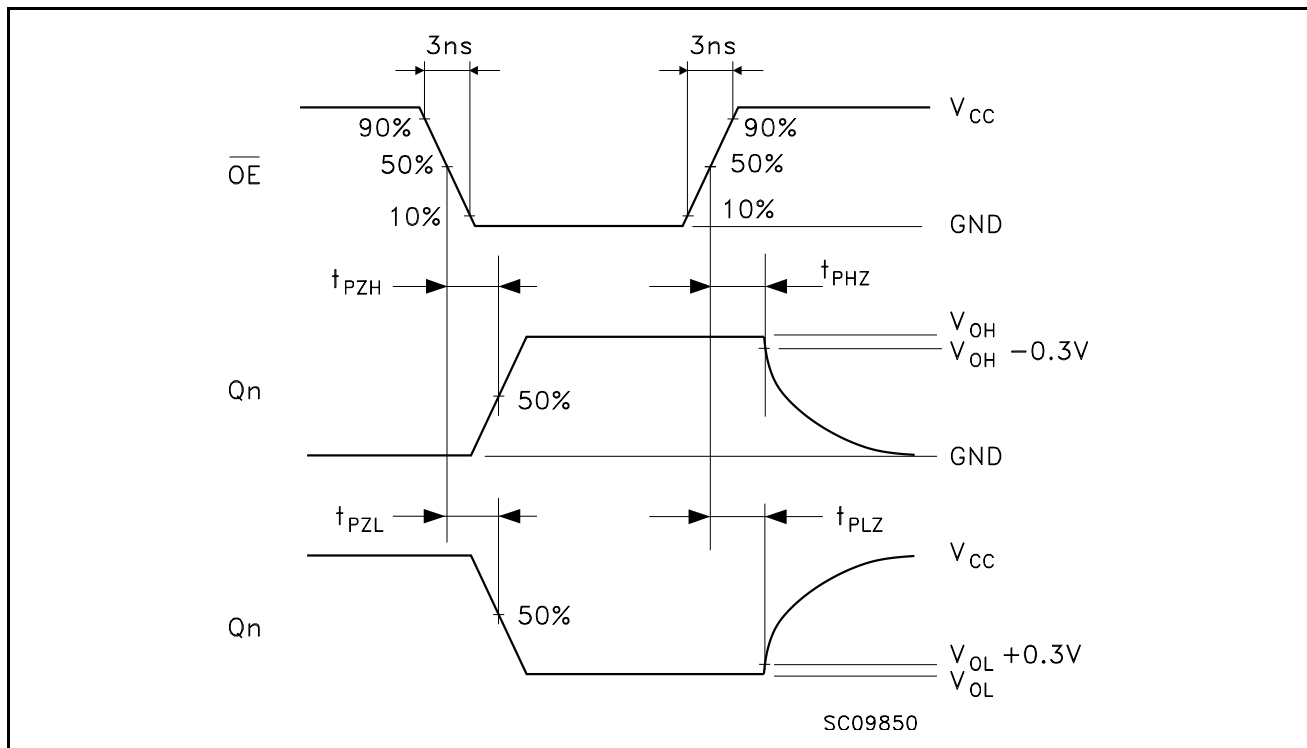 3ns 3ns
V_CC
90% 90%
50% 50%
O̅E̅
10% 10%
GND
t_PZH t_PHZ
V_OH
V_OH −0.3V
Qn
50%
GND
t_PZL t_PLZ
V_CC
50%
Qn
V_OL +0.3V
V_OL
SC09850